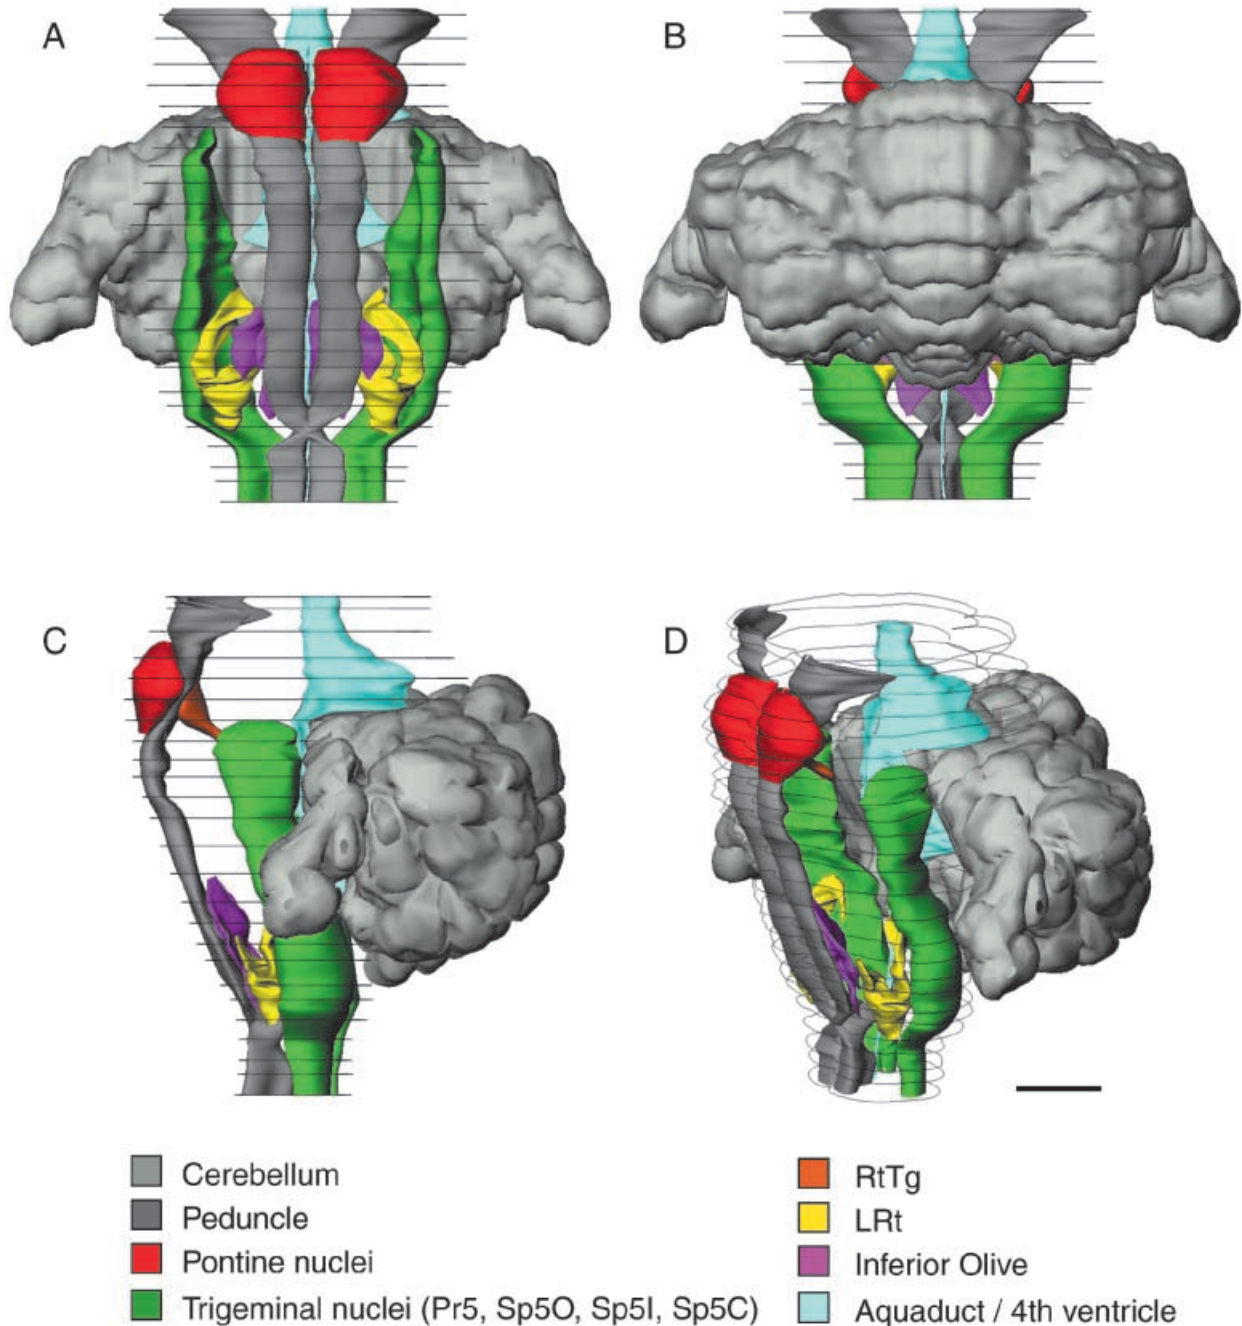 A
B
C
D
Cerebellum
Peduncle
Pontine nuclei
Trigeminal nuclei (Pr5, Sp5O, Sp5I, Sp5C)
RtTg
LRt
Inferior Olive
Aquaduct / 4th ventricle